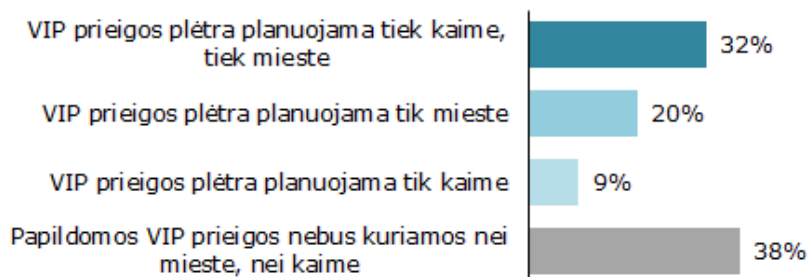 VIP prieigos plėtra planuojama tiek kaime,
tiek mieste
32%
VIP prieigos plėtra planuojama tik mieste
20%
VIP prieigos plėtra planuojama tik kaime
9%
Papildomos VIP prieigos nebus kuriamos nei
mieste, nei kaime
38%